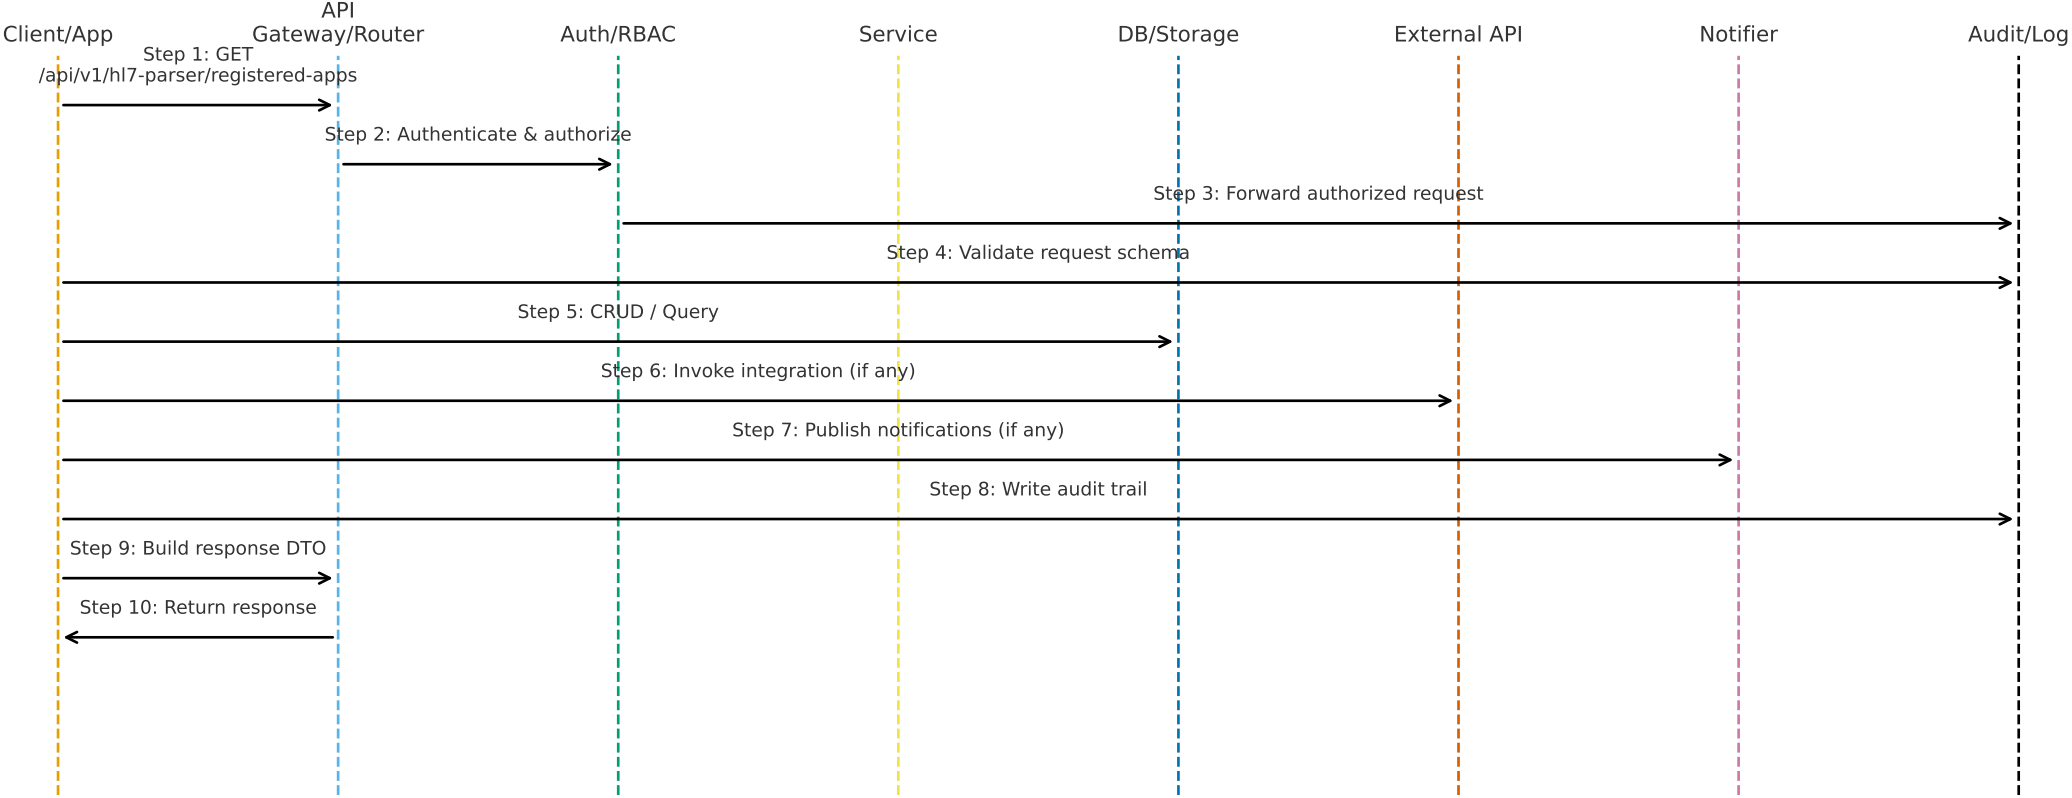 API
Client/App
Gateway/Router
Auth/RBAC
Service
DB/Storage
External API
Notifier
Audit/Log
Step 1: GET
/api/v1/hl7-parser/registered-apps
Step 2: Authenticate & authorize
Step 3: Forward authorized request
Step 4: Validate request schema
Step 5: CRUD / Query
Step 6: Invoke integration (if any)
Step 7: Publish notifications (if any)
Step 8: Write audit trail
Step 9: Build response DTO
Step 10: Return response